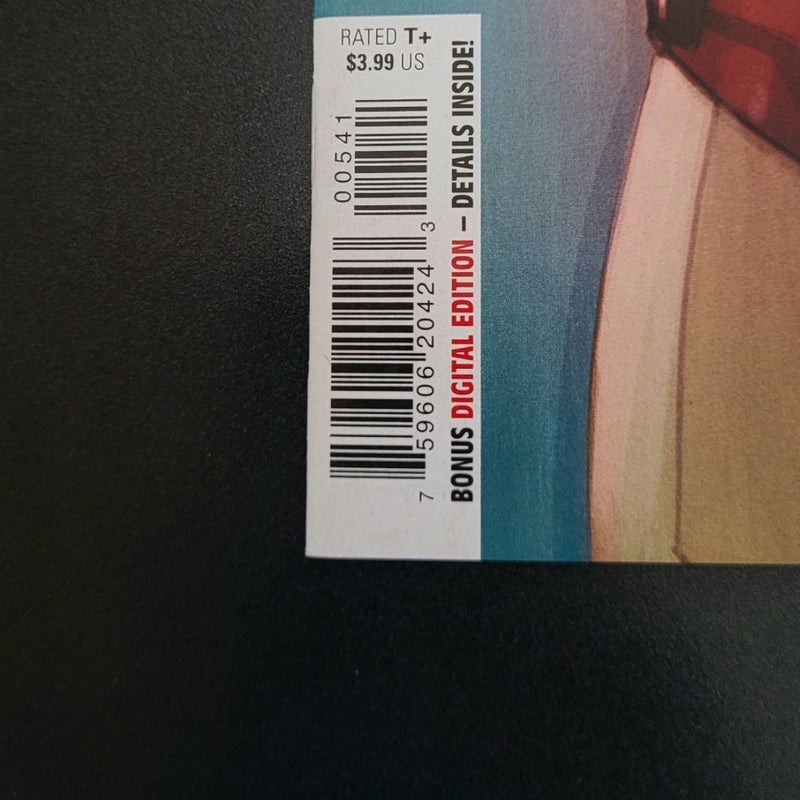 RATED T+
$3.99 US
00541
7 59606 20424 3
BONUS DIGITAL EDITION – DETAILS INSIDE!